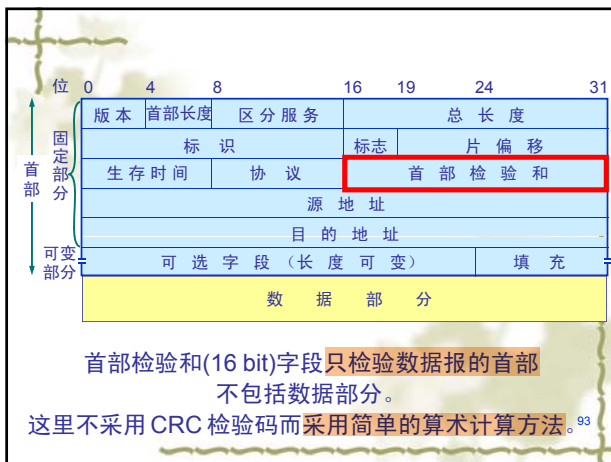 位 0 4 8 16 19 24 31
版本 首部长度 区分服务 总长度
标识 标志 片偏移
生存时间 协议 首部检验和
源地址
目的地址
可选字段（长度可变） 填充
数据部分
首部
固定部分
可变部分
首部检验和(16 bit)字段只检验数据报的首部
不包括数据部分。
这里不采用 CRC 检验码而采用简单的算术计算方法。93